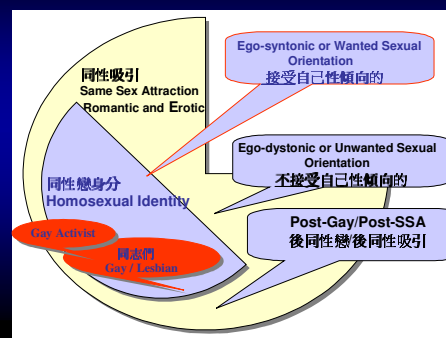 同性吸引
Same Sex Attraction
Romantic and Erotic
Ego-syntonic or Wanted Sexual
Orientation
接受自己性傾向的
Ego-dystonic or Unwanted Sexual
Orientation
不接受自己性傾向的
同性戀身分
Homosexual Identity
Post-Gay/Post-SSA
後同性戀/後同性吸引
Gay Activist
同志們
Gay / Lesbian